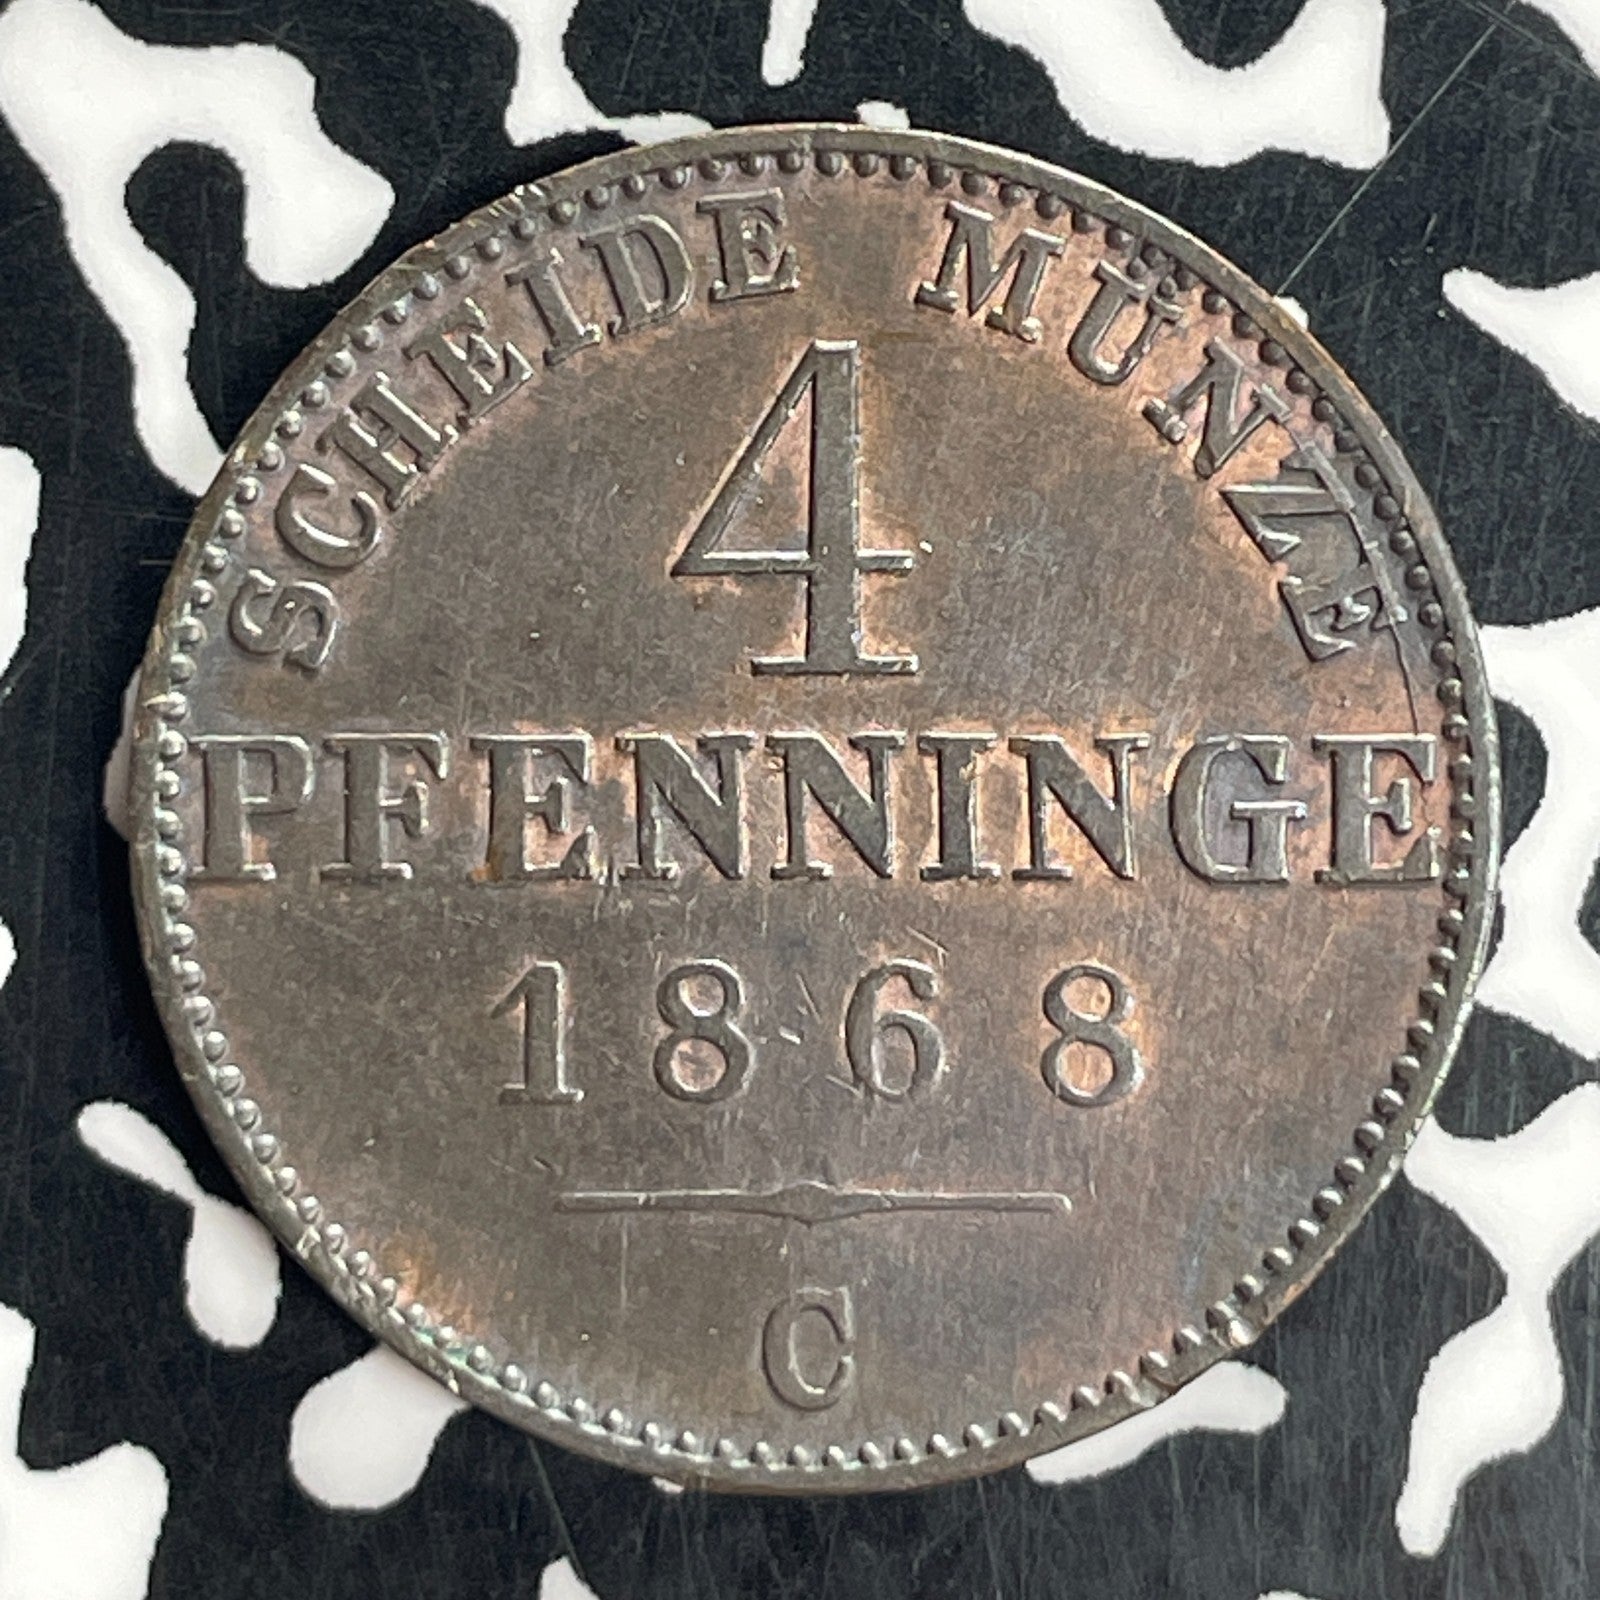 SCHEIDE MÜNZE
4
PFENNINGE
1868
C